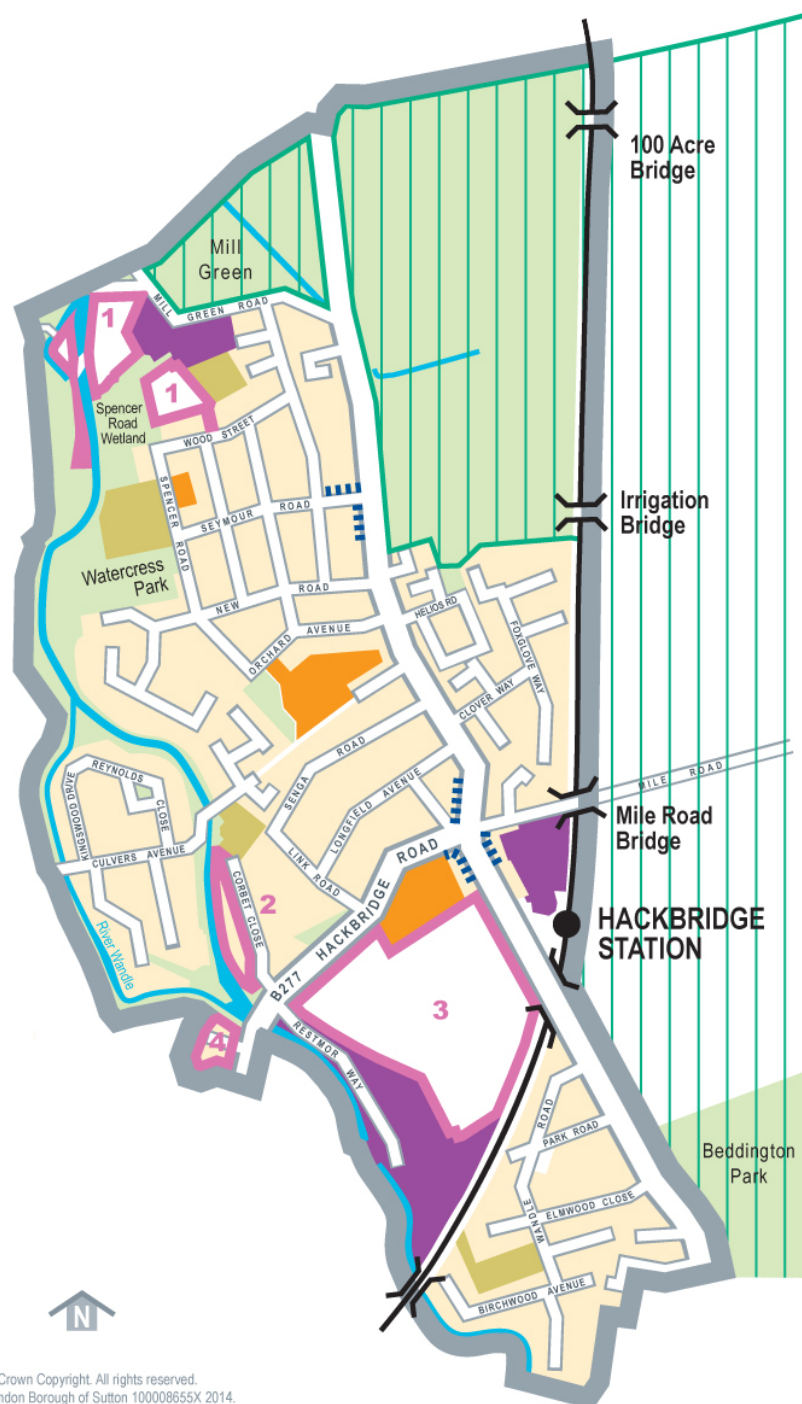 100 Acre
Bridge
Mill
Green
MILL GREEN ROAD
1
1
Spencer
Road
Wetland
WOOD STREET
SPENCER ROAD
SEYMOUR ROAD
Irrigation
Bridge
Watercress
Park
NEW ROAD
HELIOS RD
FOXGLOVE WAY
ORCHARD AVENUE
CLOVER WAY
SENGA ROAD
REYNOLDS CLOSE
KINGSWOOD DRIVE
LONGFIELD AVENUE
MILE ROAD
Mile Road
Bridge
CULVERS AVENUE
LINK ROAD
CORBET CLOSE
2
B277 HACKBRIDGE ROAD
HACKBRIDGE
STATION
River Wandle
3
4
RESTMOR WAY
WANDLE ROAD
PARK ROAD
Beddington
Park
ELMWOOD CLOSE
BIRCHWOOD AVENUE
N
Crown Copyright. All rights reserved.
ndon Borough of Sutton 100008655X 2014.